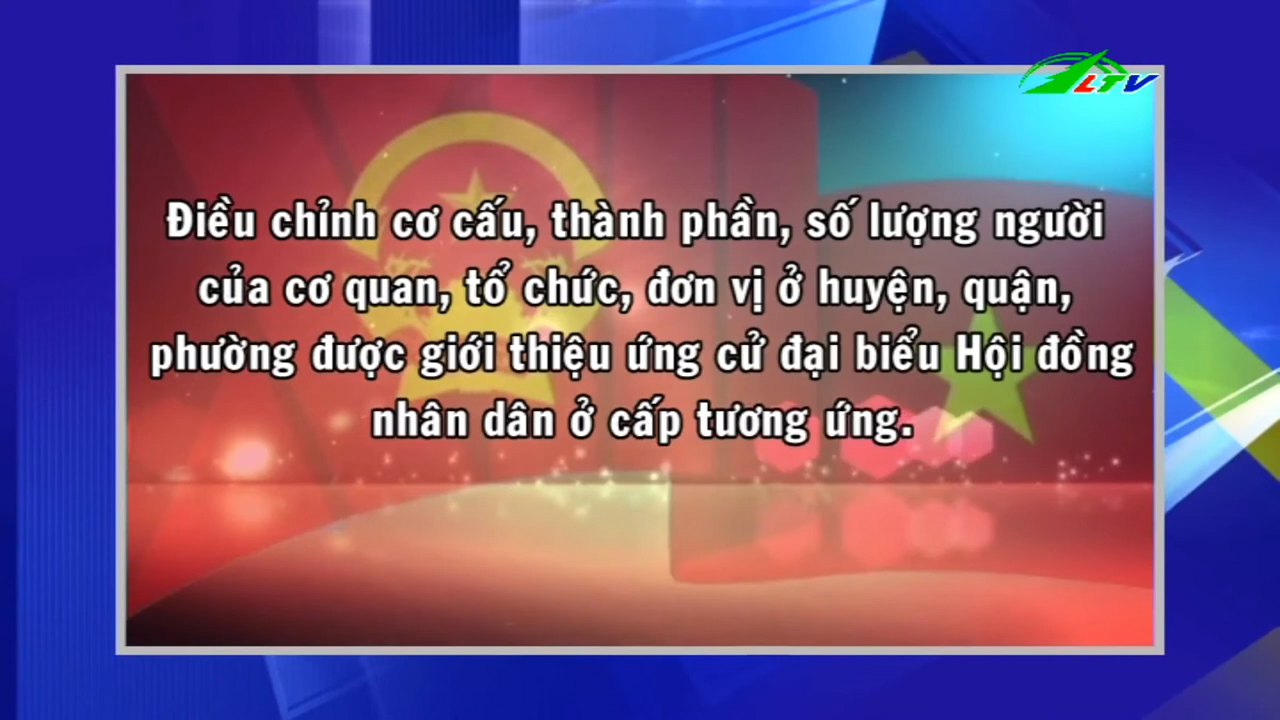 LTV
Điều chỉnh cơ cấu, thành phần, số lượng người
của cơ quan, tổ chức, đơn vị ở huyện, quận,
phường được giới thiệu ứng cử đại biểu Hội đồng
nhân dân ở cấp tương ứng.